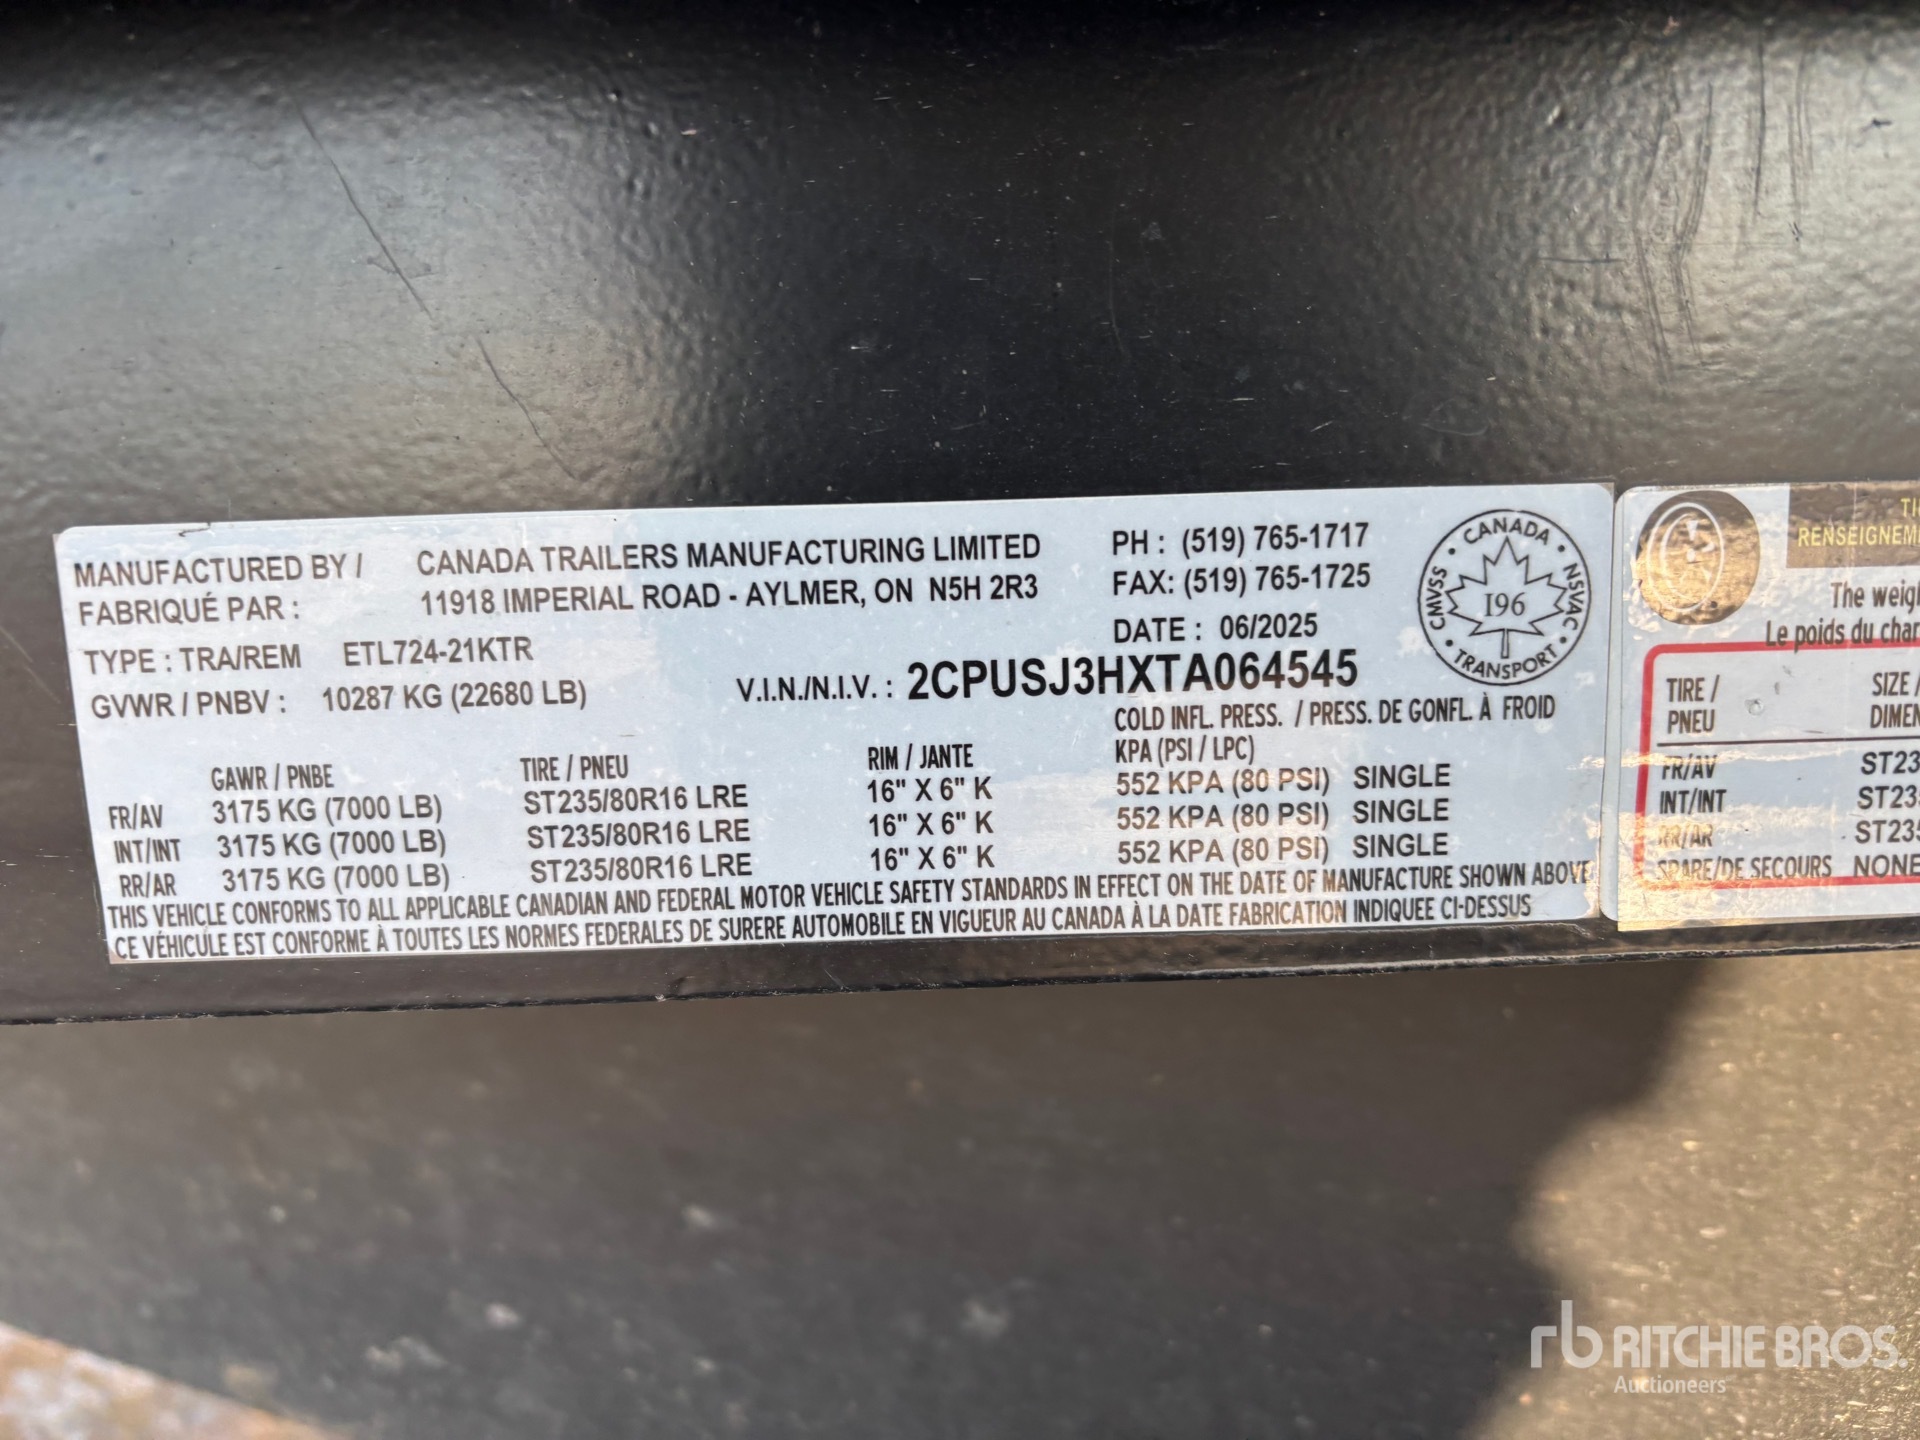 MANUFACTURED BY / CANADA TRAILERS MANUFACTURING LIMITED PH : (519) 765-1717
FABRIQUÉ PAR : 11918 IMPERIAL ROAD - AYLMER, ON N5H 2R3 FAX: (519) 765-1725
TYPE : TRA/REM ETL724-21KTR DATE : 06/2025
GVWR / PNBV : 10287 KG (22680 LB) V.I.N./N.I.V. : 2CPUSJ3HXTA064545
COLD INFL. PRESS. / PRESS. DE GONFL. À FROID
GAWR / PNBE TIRE / PNEU RIM / JANTE KPA (PSI / LPC)
FR/AV 3175 KG (7000 LB) ST235/80R16 LRE 16" X 6" K 552 KPA (80 PSI) SINGLE
INT/INT 3175 KG (7000 LB) ST235/80R16 LRE 16" X 6" K 552 KPA (80 PSI) SINGLE
RR/AR 3175 KG (7000 LB) ST235/80R16 LRE 16" X 6" K 552 KPA (80 PSI) SINGLE
THIS VEHICLE CONFORMS TO ALL APPLICABLE CANADIAN AND FEDERAL MOTOR VEHICLE SAFETY STANDARDS IN EFFECT ON THE DATE OF MANUFACTURE SHOWN ABOVE
CE VÉHICULE EST CONFORME À TOUTES LES NORMES FEDERALES DE SURERE AUTOMOBILE EN VIGUEUR AU CANADA À LA DATE FABRICATION INDIQUEE CI-DESSUS
CANADA
CMVSS NSVAC
196
TRANSPORT
The
Le poids du
TIRE / SIZE /
PNEU
FR/AV
INT/INT
RR/AR
SPARE/DE SECOURS NONE
rb RITCHIE BROS.
Auctioneers